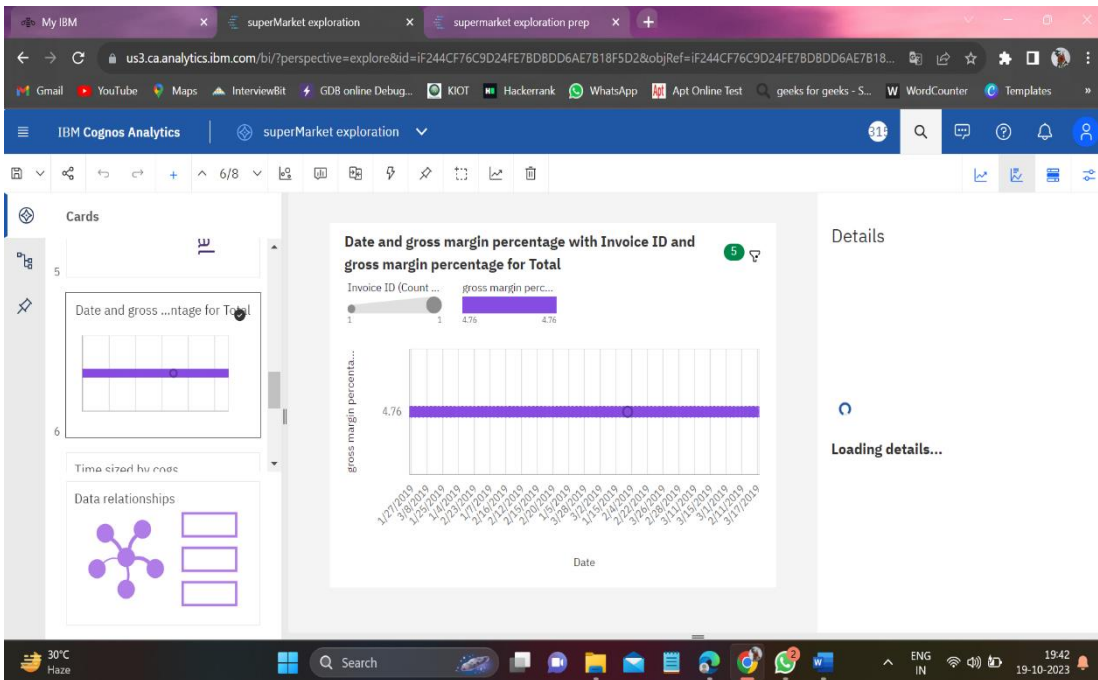 My IBM
superMarket exploration
supermarket exploration prep
us3.ca.analytics.ibm.com/bi/?perspective=explore&id=iF244CF76C9D24FE7BDBDD6AE7B18F5D2&objRef=iF244CF76C9D24FE7BDBDD6AE7B18...
Gmail YouTube Maps InterviewBit GDB online Debug... KIOT Hackerrank WhatsApp Apt Online Test geeks for geeks - S... WordCounter Templates »
IBM Cognos Analytics superMarket exploration
6/8
Cards
5
Date and gross ...ntage for Total
6
Time sized by cogs
Data relationships
Date and gross margin percentage with Invoice ID and
gross margin percentage for Total
5
Invoice ID (Count ... gross margin perc...
1 1 4.76 4.76
gross margin percenta...
4.76
1/27/2019 3/8/2019 1/25/2019 1/4/2019 2/23/2019 1/7/2019 2/16/2019 2/12/2019 2/15/2019 2/20/2019 1/5/2019 3/28/2019 3/2/2019 1/15/2019 2/4/2019 2/22/2019 3/26/2019 2/28/2019 3/11/2019 3/15/2019 3/1/2019 2/11/2019 3/17/2019
Date
Details
Loading details...
30°C
Haze
Search
2
ENG
IN
19:42
19-10-2023